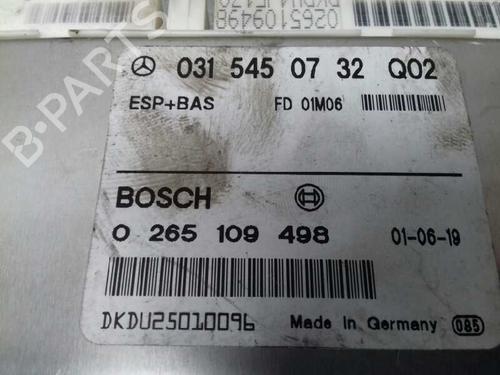 0265109498
031 545 07 32 Q02
ESP+BAS FD 01M06
BOSCH
0 265 109 498 01-06-19
DKDU25010096 Made in Germany 085
B-PARTS